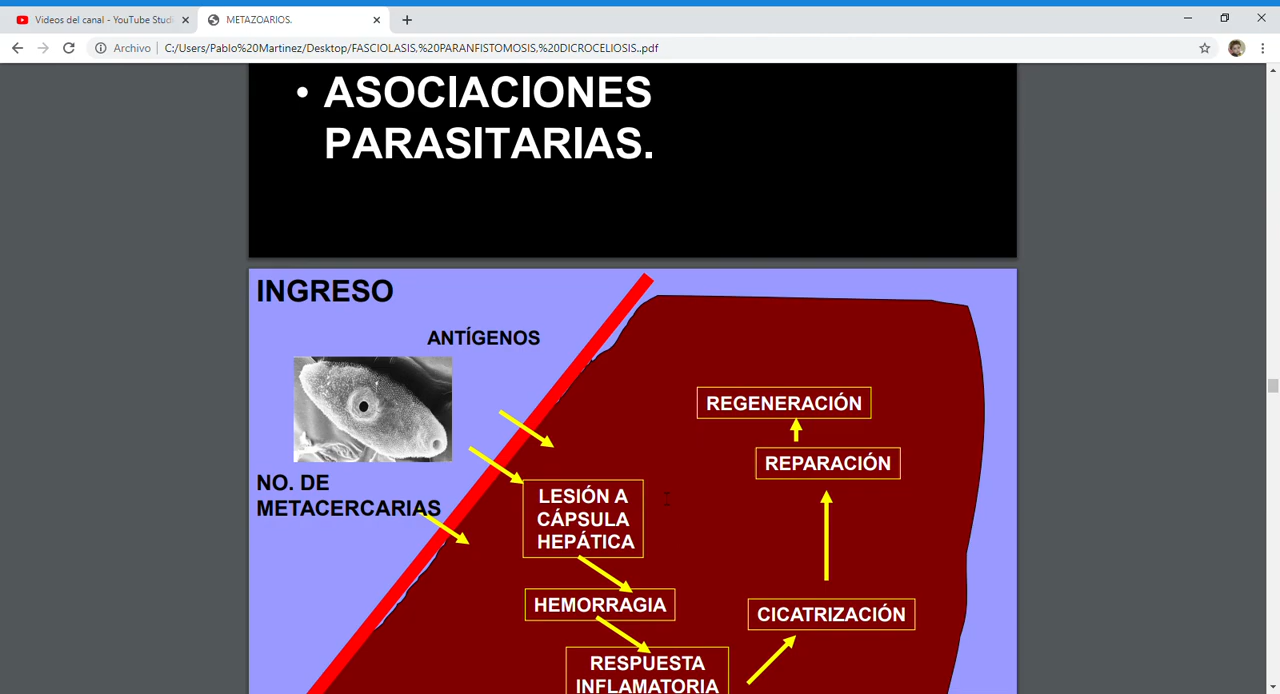 Videos del canal - YouTube Studi
METAZOARIOS.
Archivo
C:/Users/Pablo%20Martinez/Desktop/FASCIOLASIS,%20PARANFISTOMOSIS,%20DICROCELIOSIS..pdf
• ASOCIACIONES
PARASITARIAS.
INGRESO
ANTÍGENOS
NO. DE
METACERCARIAS
LESIÓN A
CÁPSULA
HEPÁTICA
HEMORRAGIA
RESPUESTA
INFLAMATORIA
CICATRIZACIÓN
REPARACIÓN
REGENERACIÓN